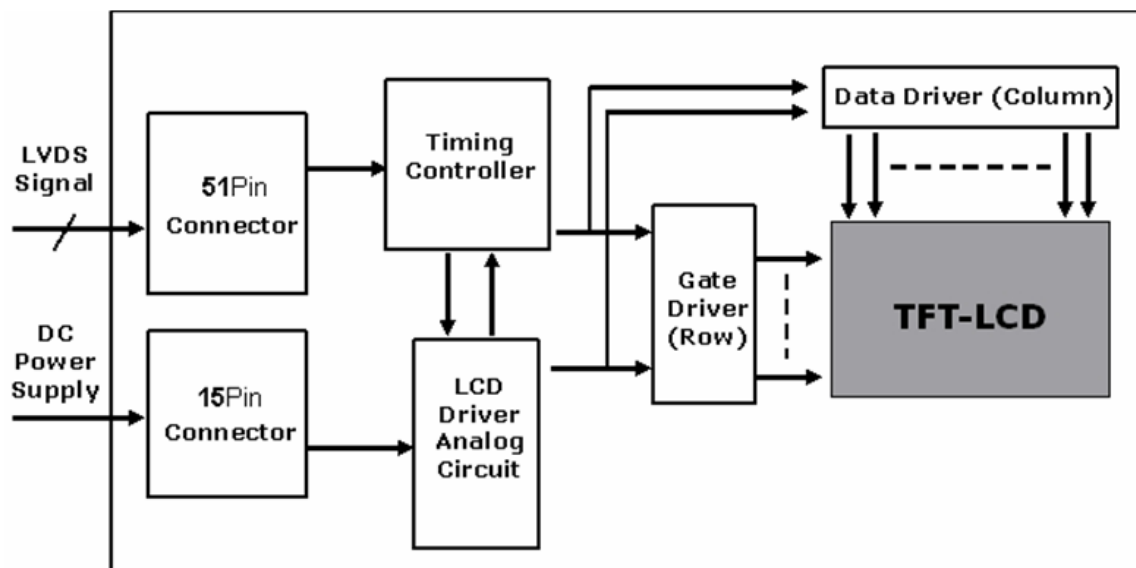 LVDS
Signal
51Pin
Connector
Timing
Controller
Data Driver (Column)
Gate
Driver
(Row)
TFT-LCD
DC
Power
Supply
15Pin
Connector
LCD
Driver
Analog
Circuit